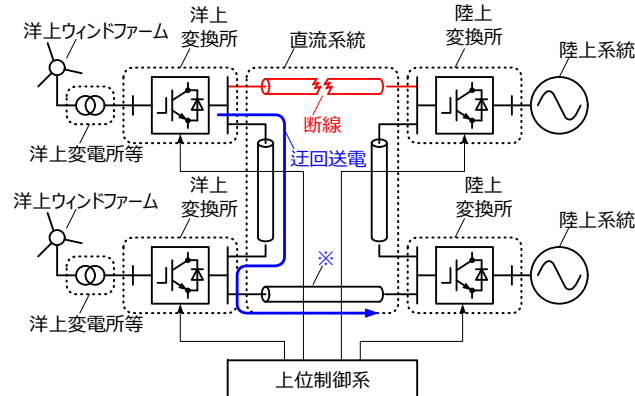 洋上ウィンドファーム
洋上
変換所
直流系統
陸上
変換所
陸上系統
断線
洋上変電所等
迂回送電
洋上ウィンドファーム
洋上
変換所
陸上
変換所
陸上系統
※
洋上変電所等
上位制御系